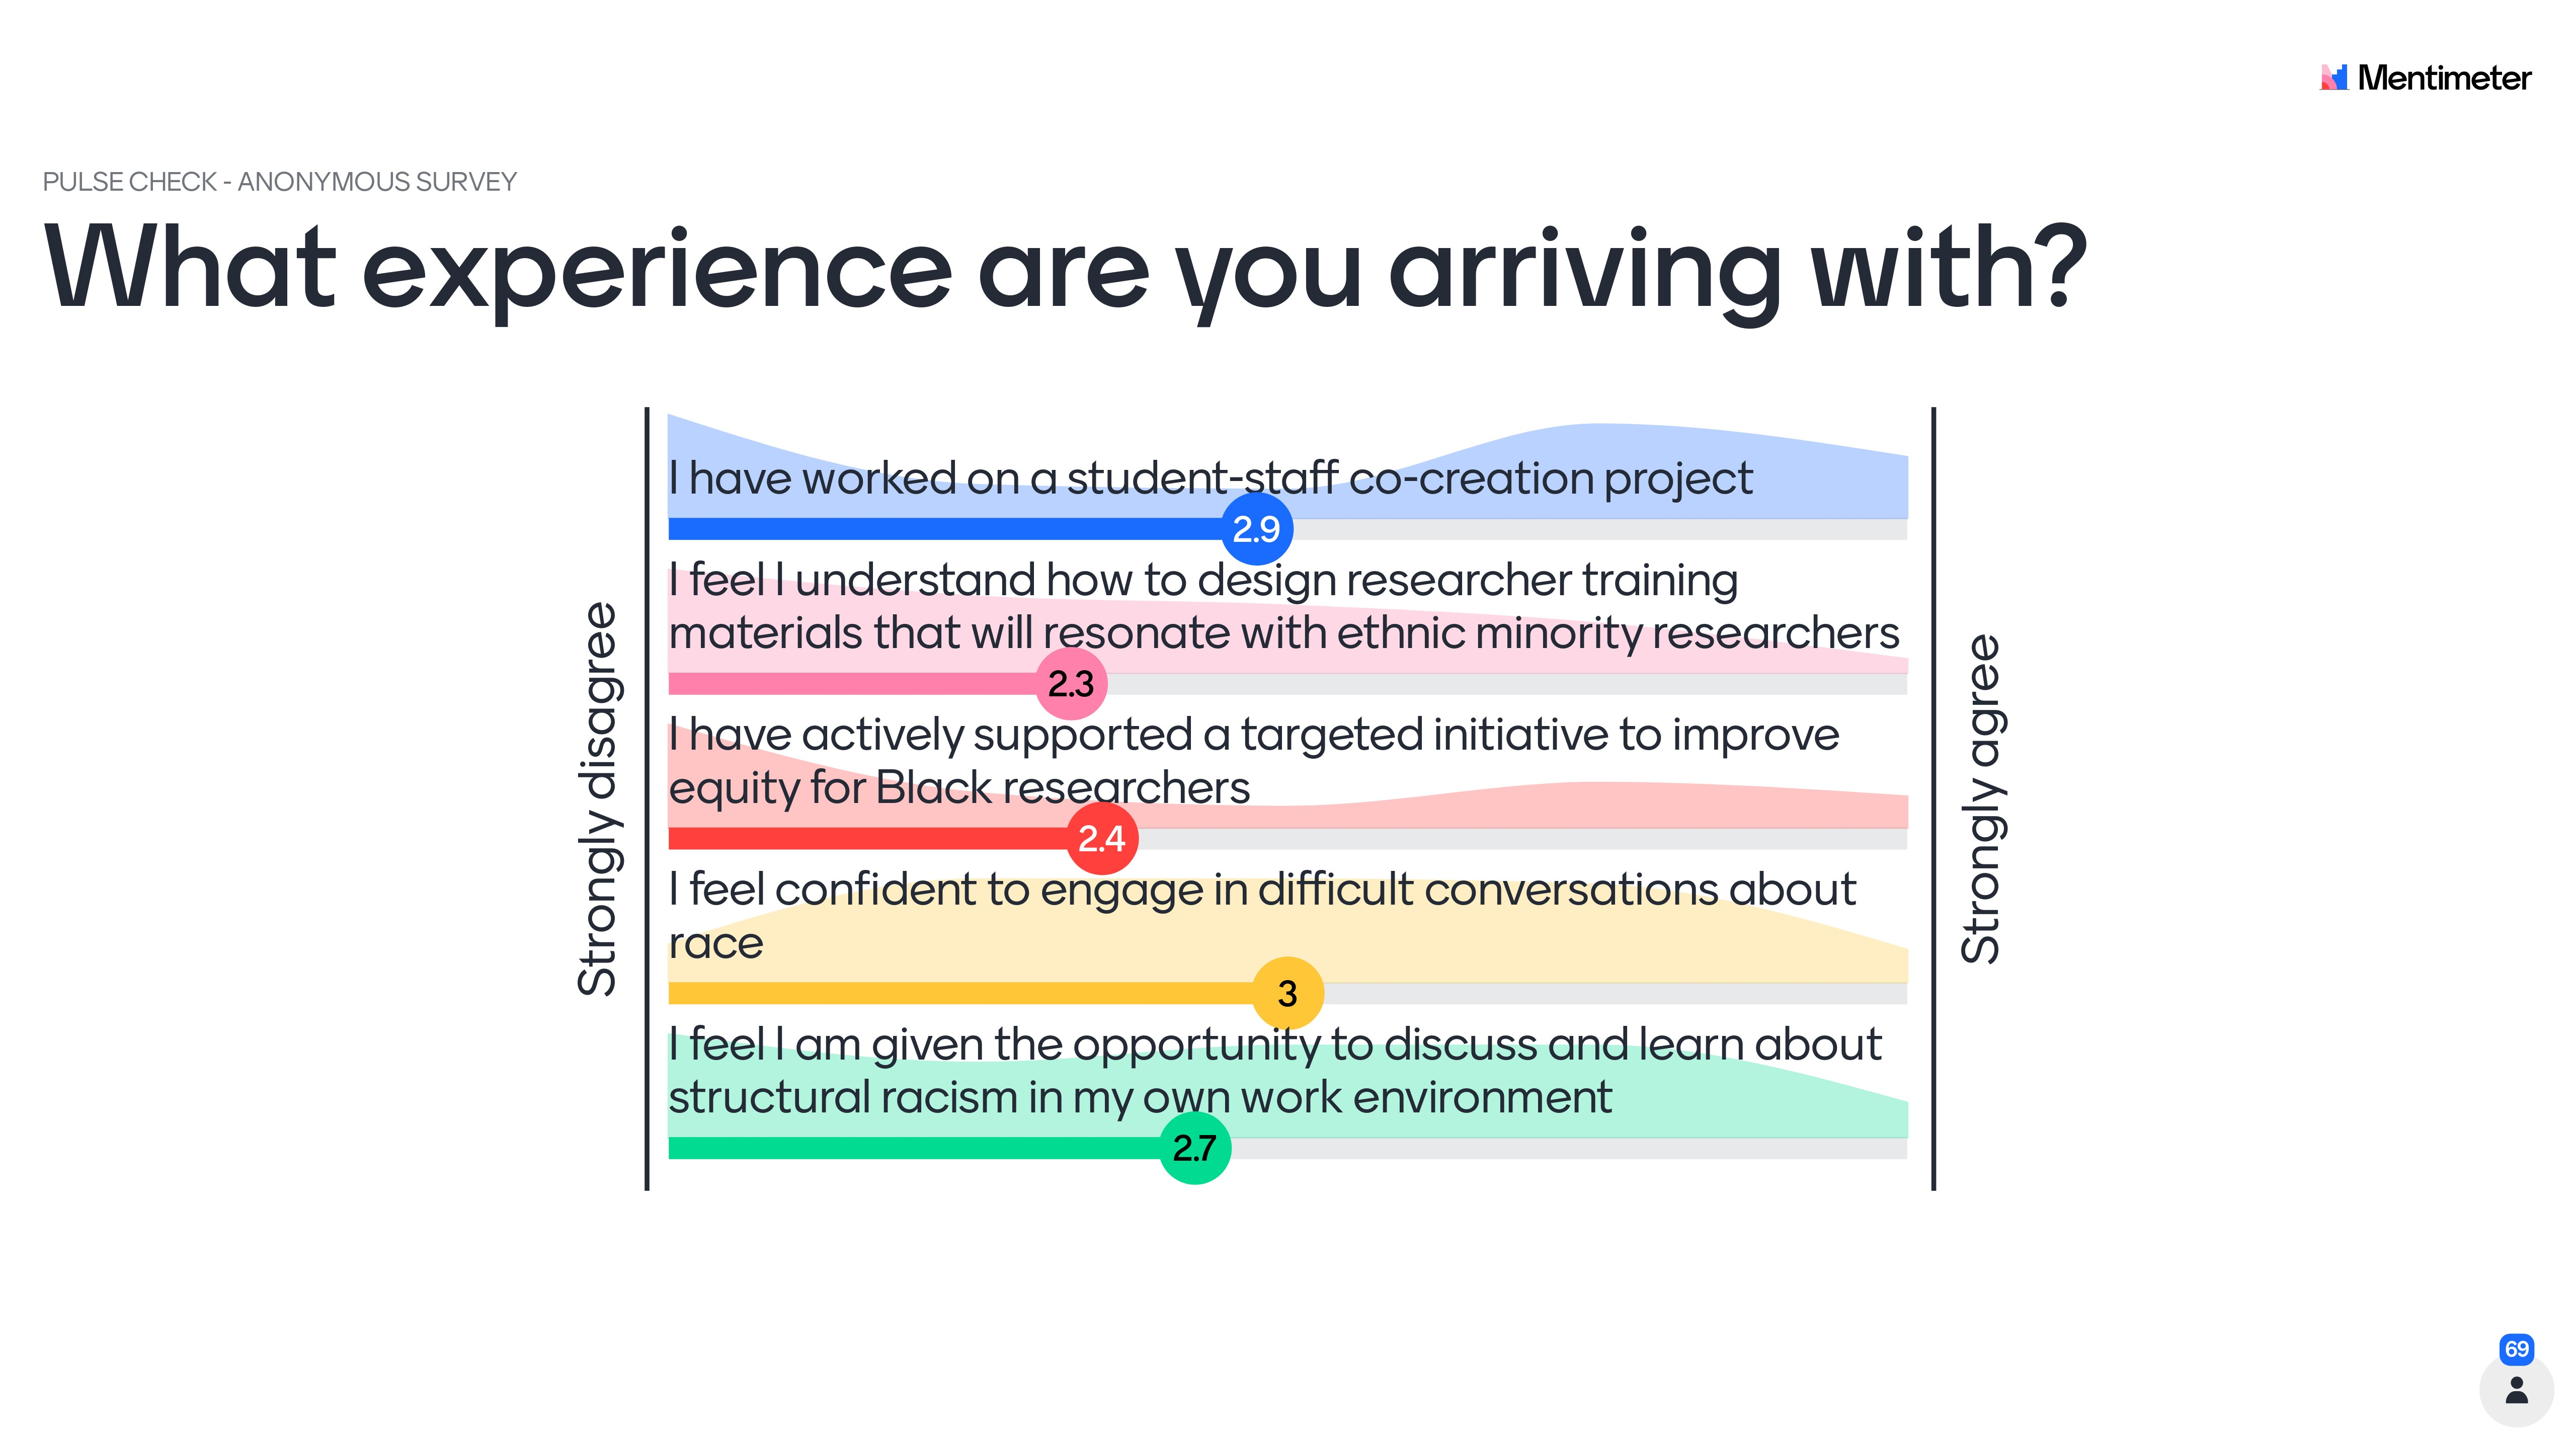 Mentimeter
PULSE CHECK - ANONYMOUS SURVEY
What experience are you arriving with?
Strongly disagree
I have worked on a student-staff co-creation project
2.9
I feel I understand how to design researcher training
materials that will resonate with ethnic minority researchers
2.3
I have actively supported a targeted initiative to improve
equity for Black researchers
2.4
I feel confident to engage in difficult conversations about
race
3
I feel I am given the opportunity to discuss and learn about
structural racism in my own work environment
2.7
Strongly agree
69